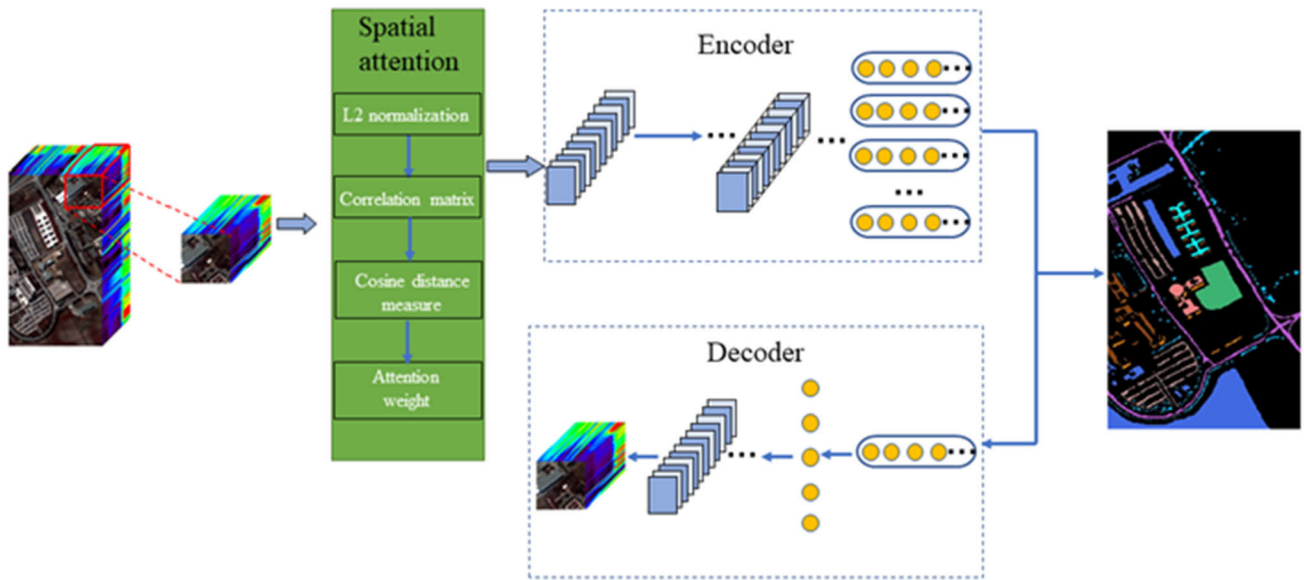 Spatial
attention
L2 normalization
Correlation matrix
Cosine distance
measure
Attention
weight
Encoder
Decoder